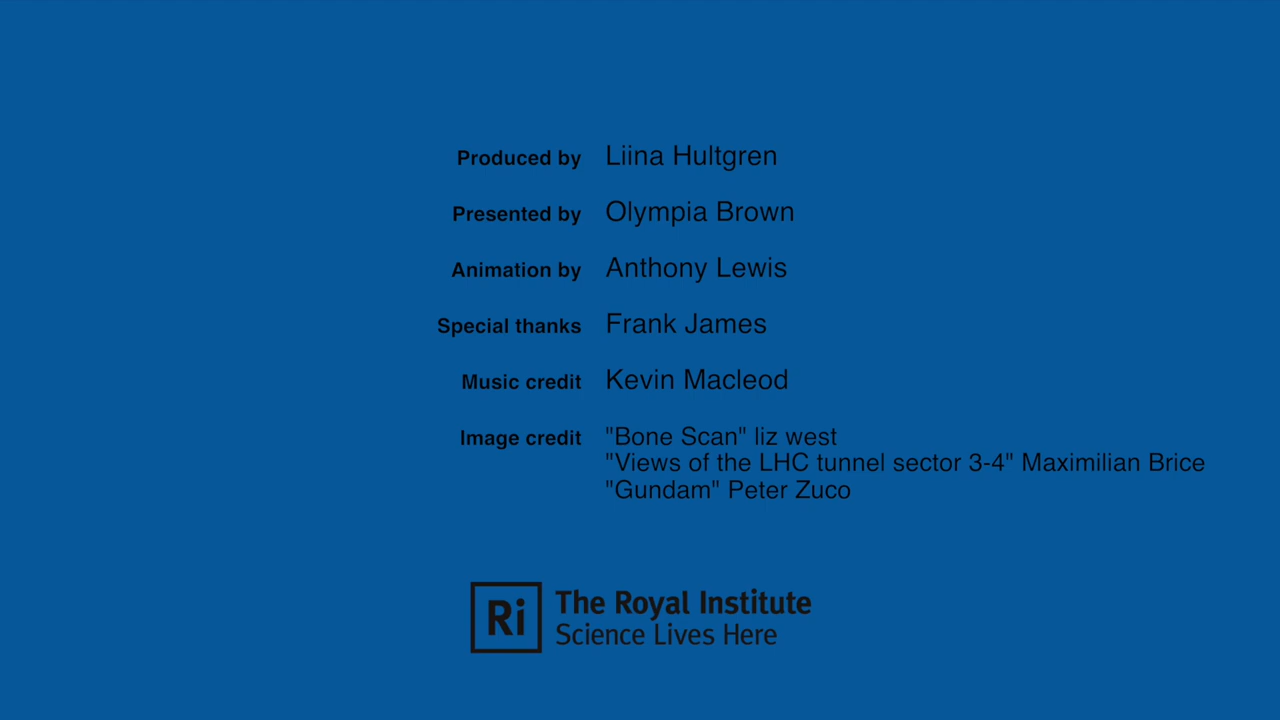 Produced by Liina Hultgren
Presented by Olympia Brown
Animation by Anthony Lewis
Special thanks Frank James
Music credit Kevin Macleod
Image credit "Bone Scan" liz west
"Views of the LHC tunnel sector 3-4" Maximilian Brice
"Gundam" Peter Zuco
Ri The Royal Institute
Science Lives Here